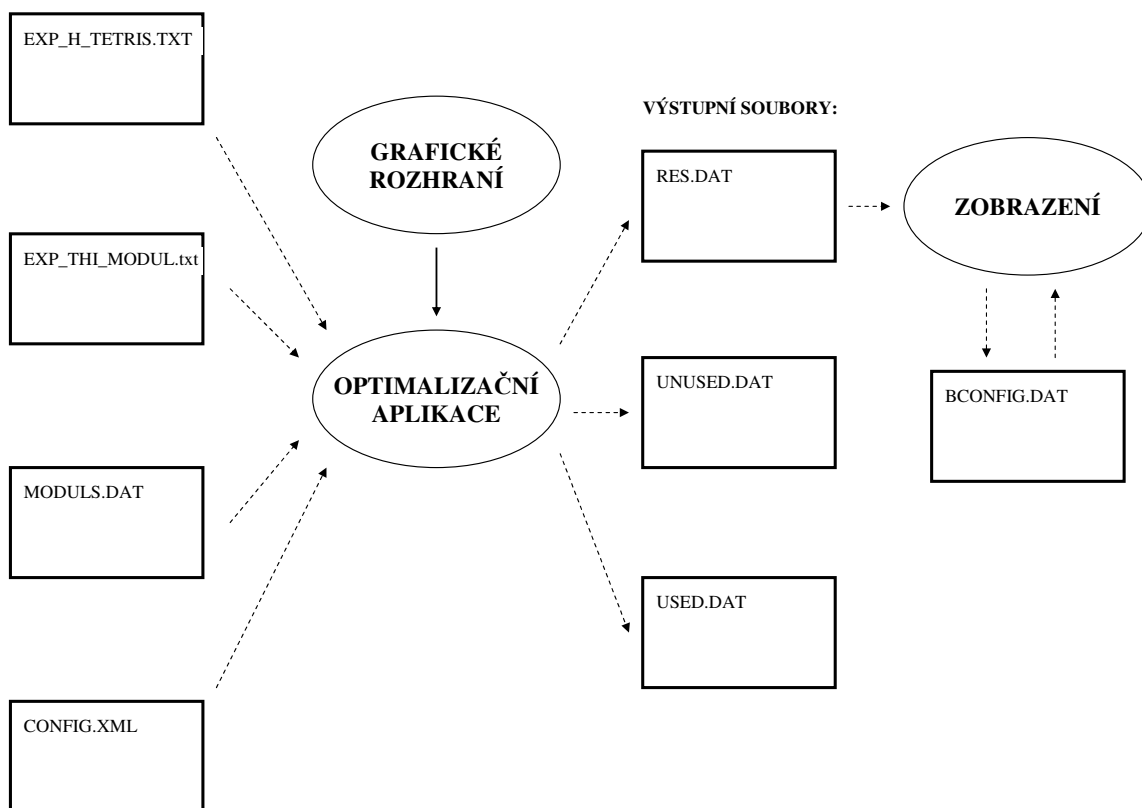 EXP_H_TETRIS.TXT
EXP_THI_MODUL.txt
MODULS.DAT
CONFIG.XML
GRAFICKÉ
ROZHRANÍ
OPTIMALIZAČNÍ
APLIKACE
VÝSTUPNÍ SOUBORY:
RES.DAT
UNUSED.DAT
USED.DAT
ZOBRAZENÍ
BCONFIG.DAT